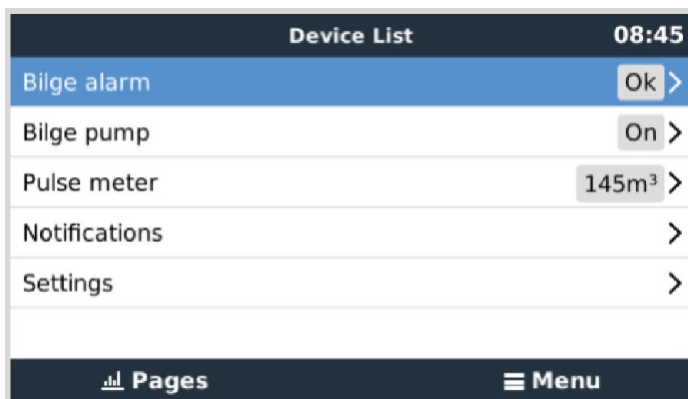 Device List 08:45
Bilge alarm Ok
Bilge pump On
Pulse meter 145m³
Notifications
Settings
Pages Menu